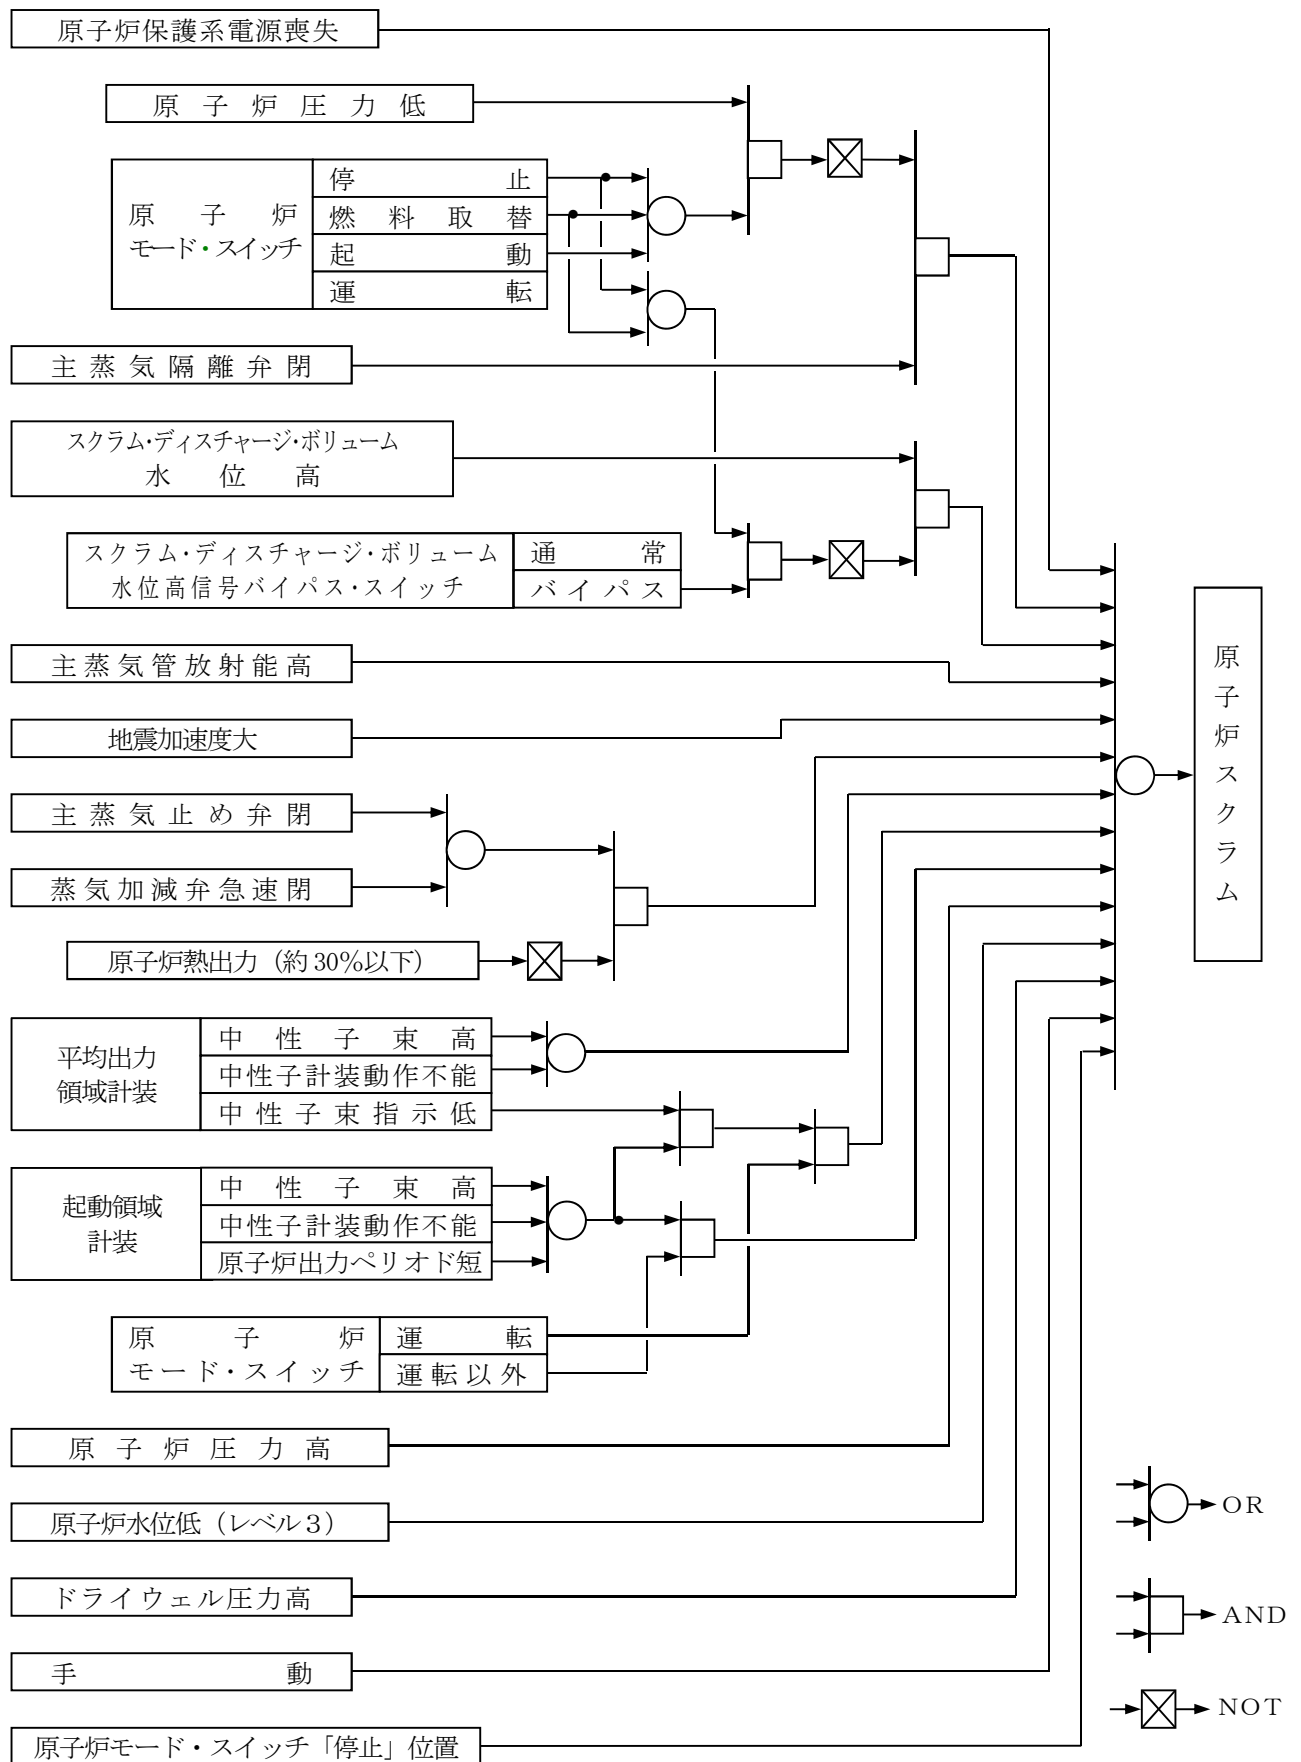 原子炉保護系電源喪失
原子炉圧力低
原子炉
モード・スイッチ
停止
燃料取替
起動
運転
主蒸気隔離弁閉
スクラム・ディスチャージ・ボリューム
水位高
スクラム・ディスチャージ・ボリューム
水位高信号バイパス・スイッチ
通常
バイパス
主蒸気管放射能高
地震加速度大
主蒸気止め弁閉
蒸気加減弁急速閉
原子炉熱出力（約30%以下）
平均出力
領域計装
中性子束高
中性子計装動作不能
中性子束指示低
起動領域
計装
中性子束高
中性子計装動作不能
原子炉出力ペリオド短
原子炉
モード・スイッチ
運転
運転以外
原子炉圧力高
原子炉水位低（レベル３）
ドライウェル圧力高
手動
原子炉モード・スイッチ「停止」位置
原子炉スクラム
OR
AND
NOT